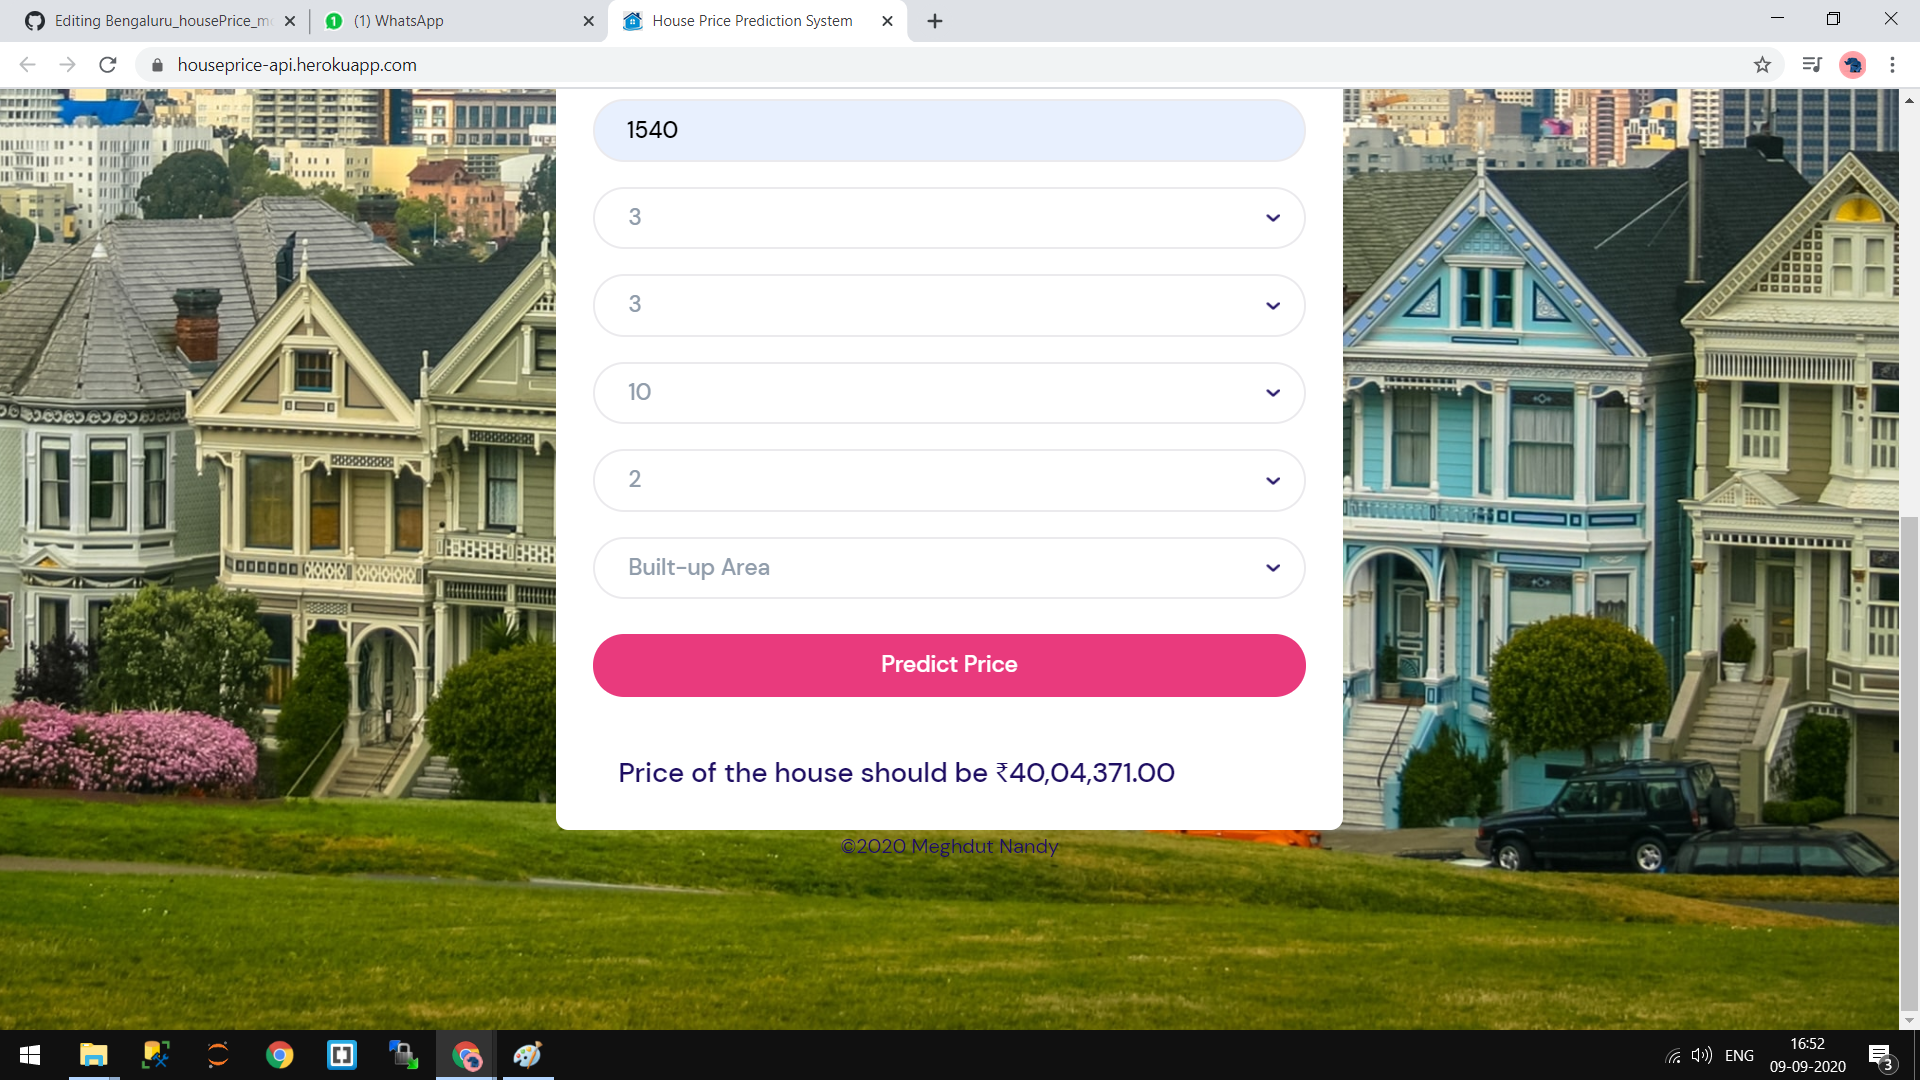 Editing Bengaluru_housePrice_mo
(1) WhatsApp
House Price Prediction System
houseprice-api.herokuapp.com
1540
3
3
10
2
Built-up Area
Predict Price
Price of the house should be ₹40,04,371.00
©2020 Meghdut Nandy
ENG
16:52
09-09-2020
3